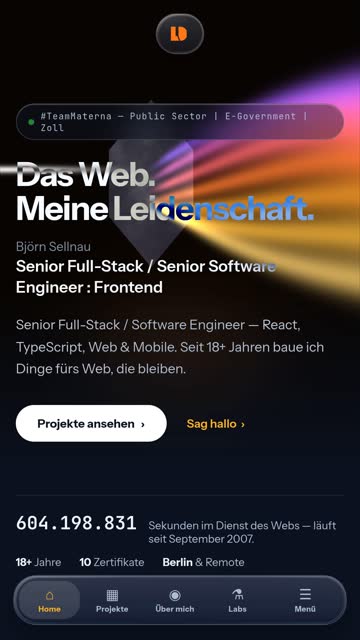 #TeamMaterna — Public Sector | E-Government |
Zoll
Das Web.
Meine Leidenschaft.
Björn Sellnau
Senior Full-Stack / Senior Software
Engineer : Frontend
Senior Full-Stack / Software Engineer — React,
TypeScript, Web & Mobile. Seit 18+ Jahren baue ich
Dinge fürs Web, die bleiben.
Projekte ansehen ›
Sag hallo ›
604.198.831 Sekunden im Dienst des Webs — läuft
seit September 2007.
18+ Jahre 10 Zertifikate Berlin & Remote
Home Projekte Über mich Labs Menü